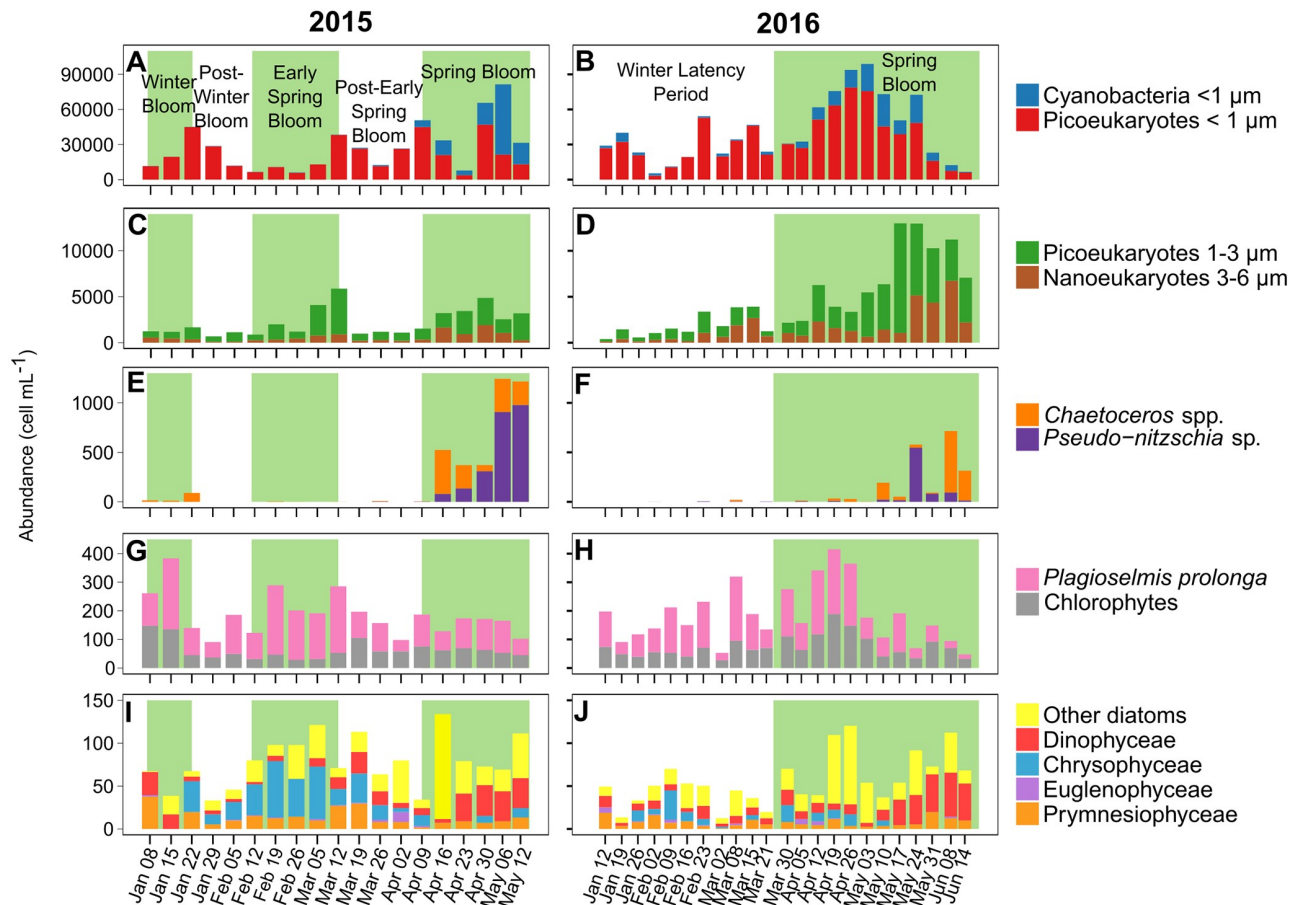 2015
2016
A
Winter
Bloom
Post-
Winter
Bloom
Early
Spring
Bloom
Post-Early
Spring
Bloom
Spring Bloom
B
Winter Latency
Period
Spring
Bloom
90000
60000
30000
0
Cyanobacteria <1 µm
Picoeukaryotes < 1 µm
C
D
10000
5000
0
Picoeukaryotes 1-3 µm
Nanoeukaryotes 3-6 µm
Abundance (cell mL⁻¹)
E
F
1000
500
0
Chaetoceros spp.
Pseudo−nitzschia sp.
G
H
400
300
200
100
0
Plagioselmis prolonga
Chlorophytes
I
J
150
100
50
0
Other diatoms
Dinophyceae
Chrysophyceae
Euglenophyceae
Prymnesiophyceae
Jan 08
Jan 15
Jan 22
Jan 29
Feb 05
Feb 12
Feb 19
Feb 26
Mar 05
Mar 12
Mar 19
Mar 26
Apr 02
Apr 09
Apr 16
Apr 23
Apr 30
May 06
May 12
Jan 12
Jan 19
Jan 26
Feb 02
Feb 09
Feb 16
Feb 23
Mar 02
Mar 08
Mar 15
Mar 21
Mar 30
Apr 05
Apr 12
Apr 19
Apr 26
May 03
May 10
May 17
May 24
May 31
Jun 08
Jun 14